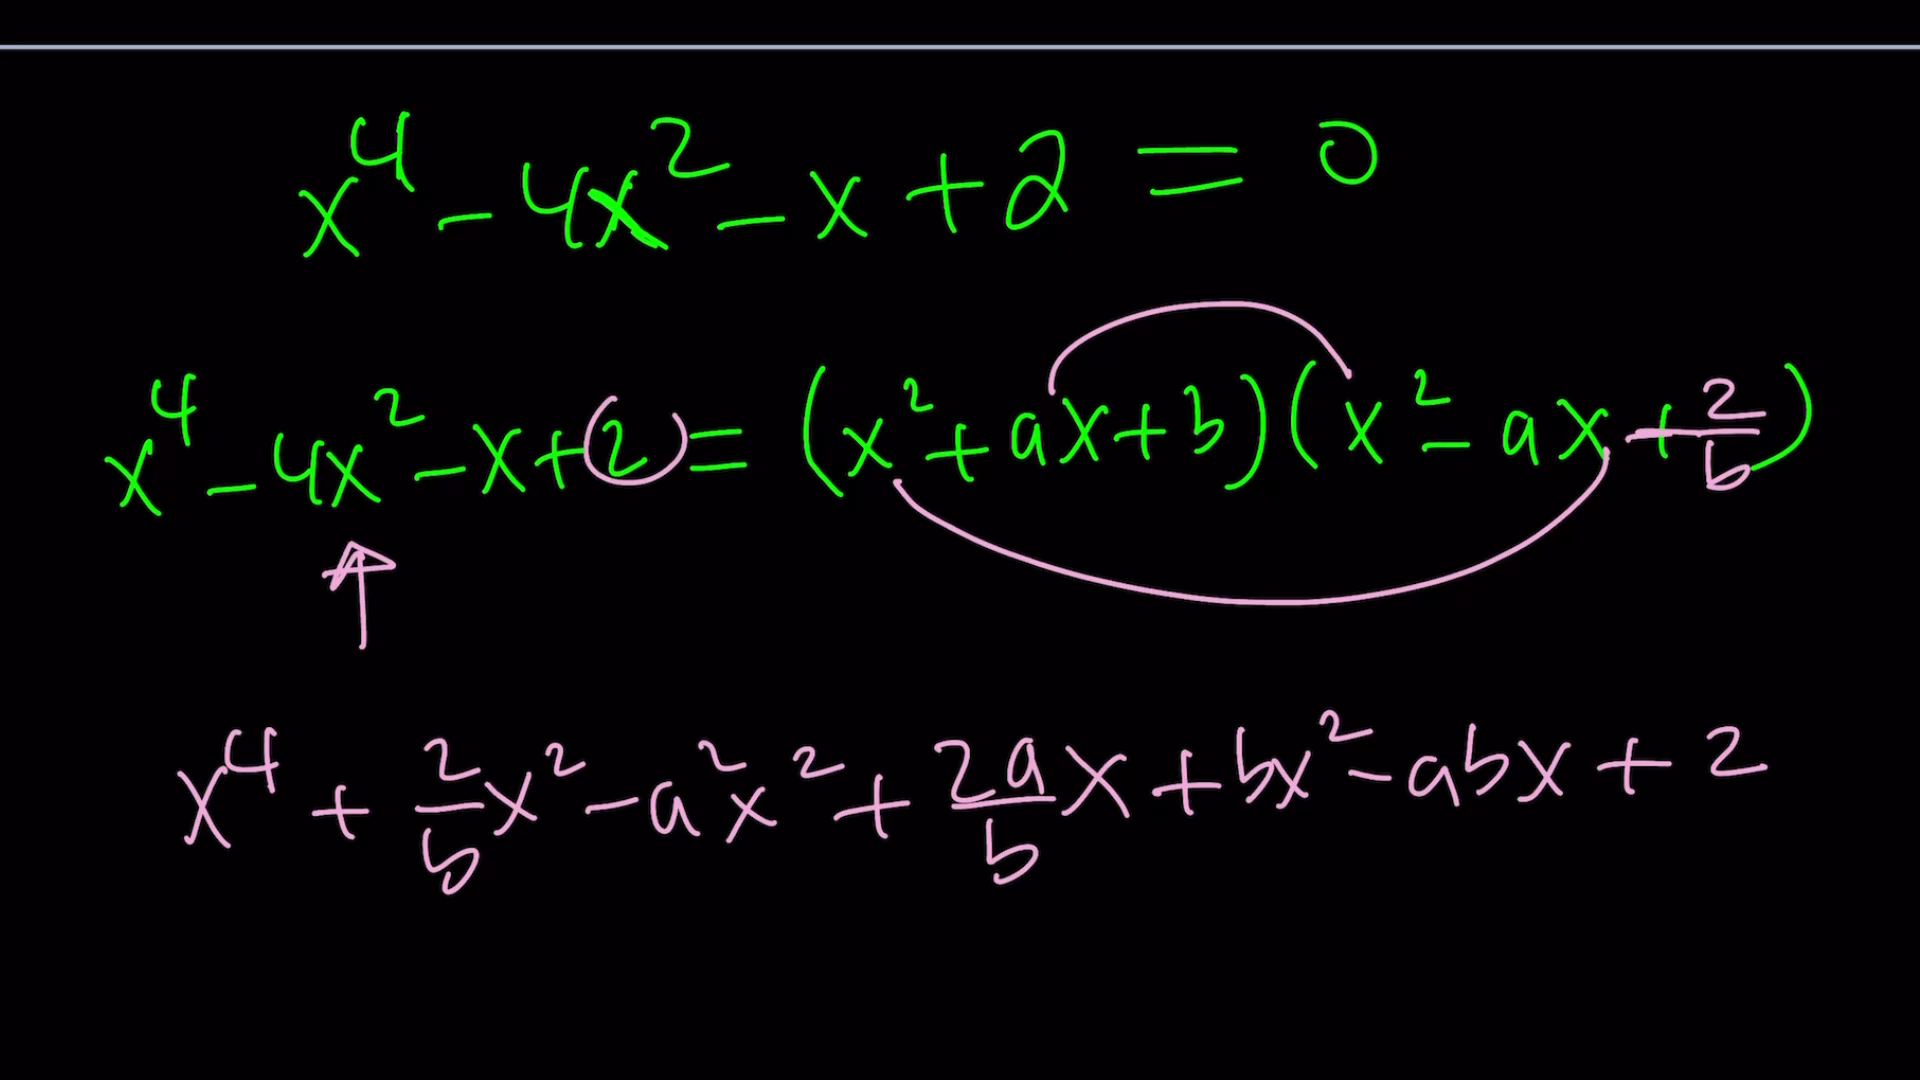 x⁴ - 4x² - x + 2 = 0
x⁴ - 4x² - x + 2 = (x² + ax + b)(x² - ax + 2/b)
x⁴ + 2/b x² - a²x² + 2a/b x + bx² - abx + 2